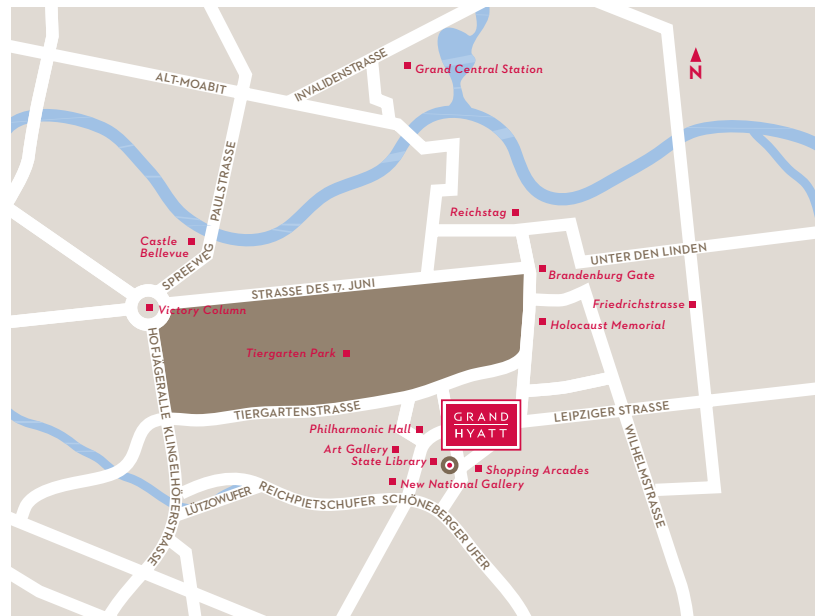 Grand Central Station
N
INVALIDENSTRASSE
ALT-MOABIT
PAULSTRASSE
Reichstag
Castle
Bellevue
SPREEWEG
UNTER DEN LINDEN
Brandenburg Gate
STRASSE DES 17. JUNI
Victory Column
Friedrichstrasse
Holocaust Memorial
HOFJÄGERALLE
Tiergarten Park
TIERGARTENSTRASSE
GRAND
HYATT
LEIPZIGER STRASSE
Philharmonic Hall
Art Gallery
State Library
Shopping Arcades
New National Gallery
WILHELMSTRASSE
KLINGELHÖFERSTRASSE
LÜTZOWUFER
REICHPIETSCHUFER
SCHÖNEBERGER UFER